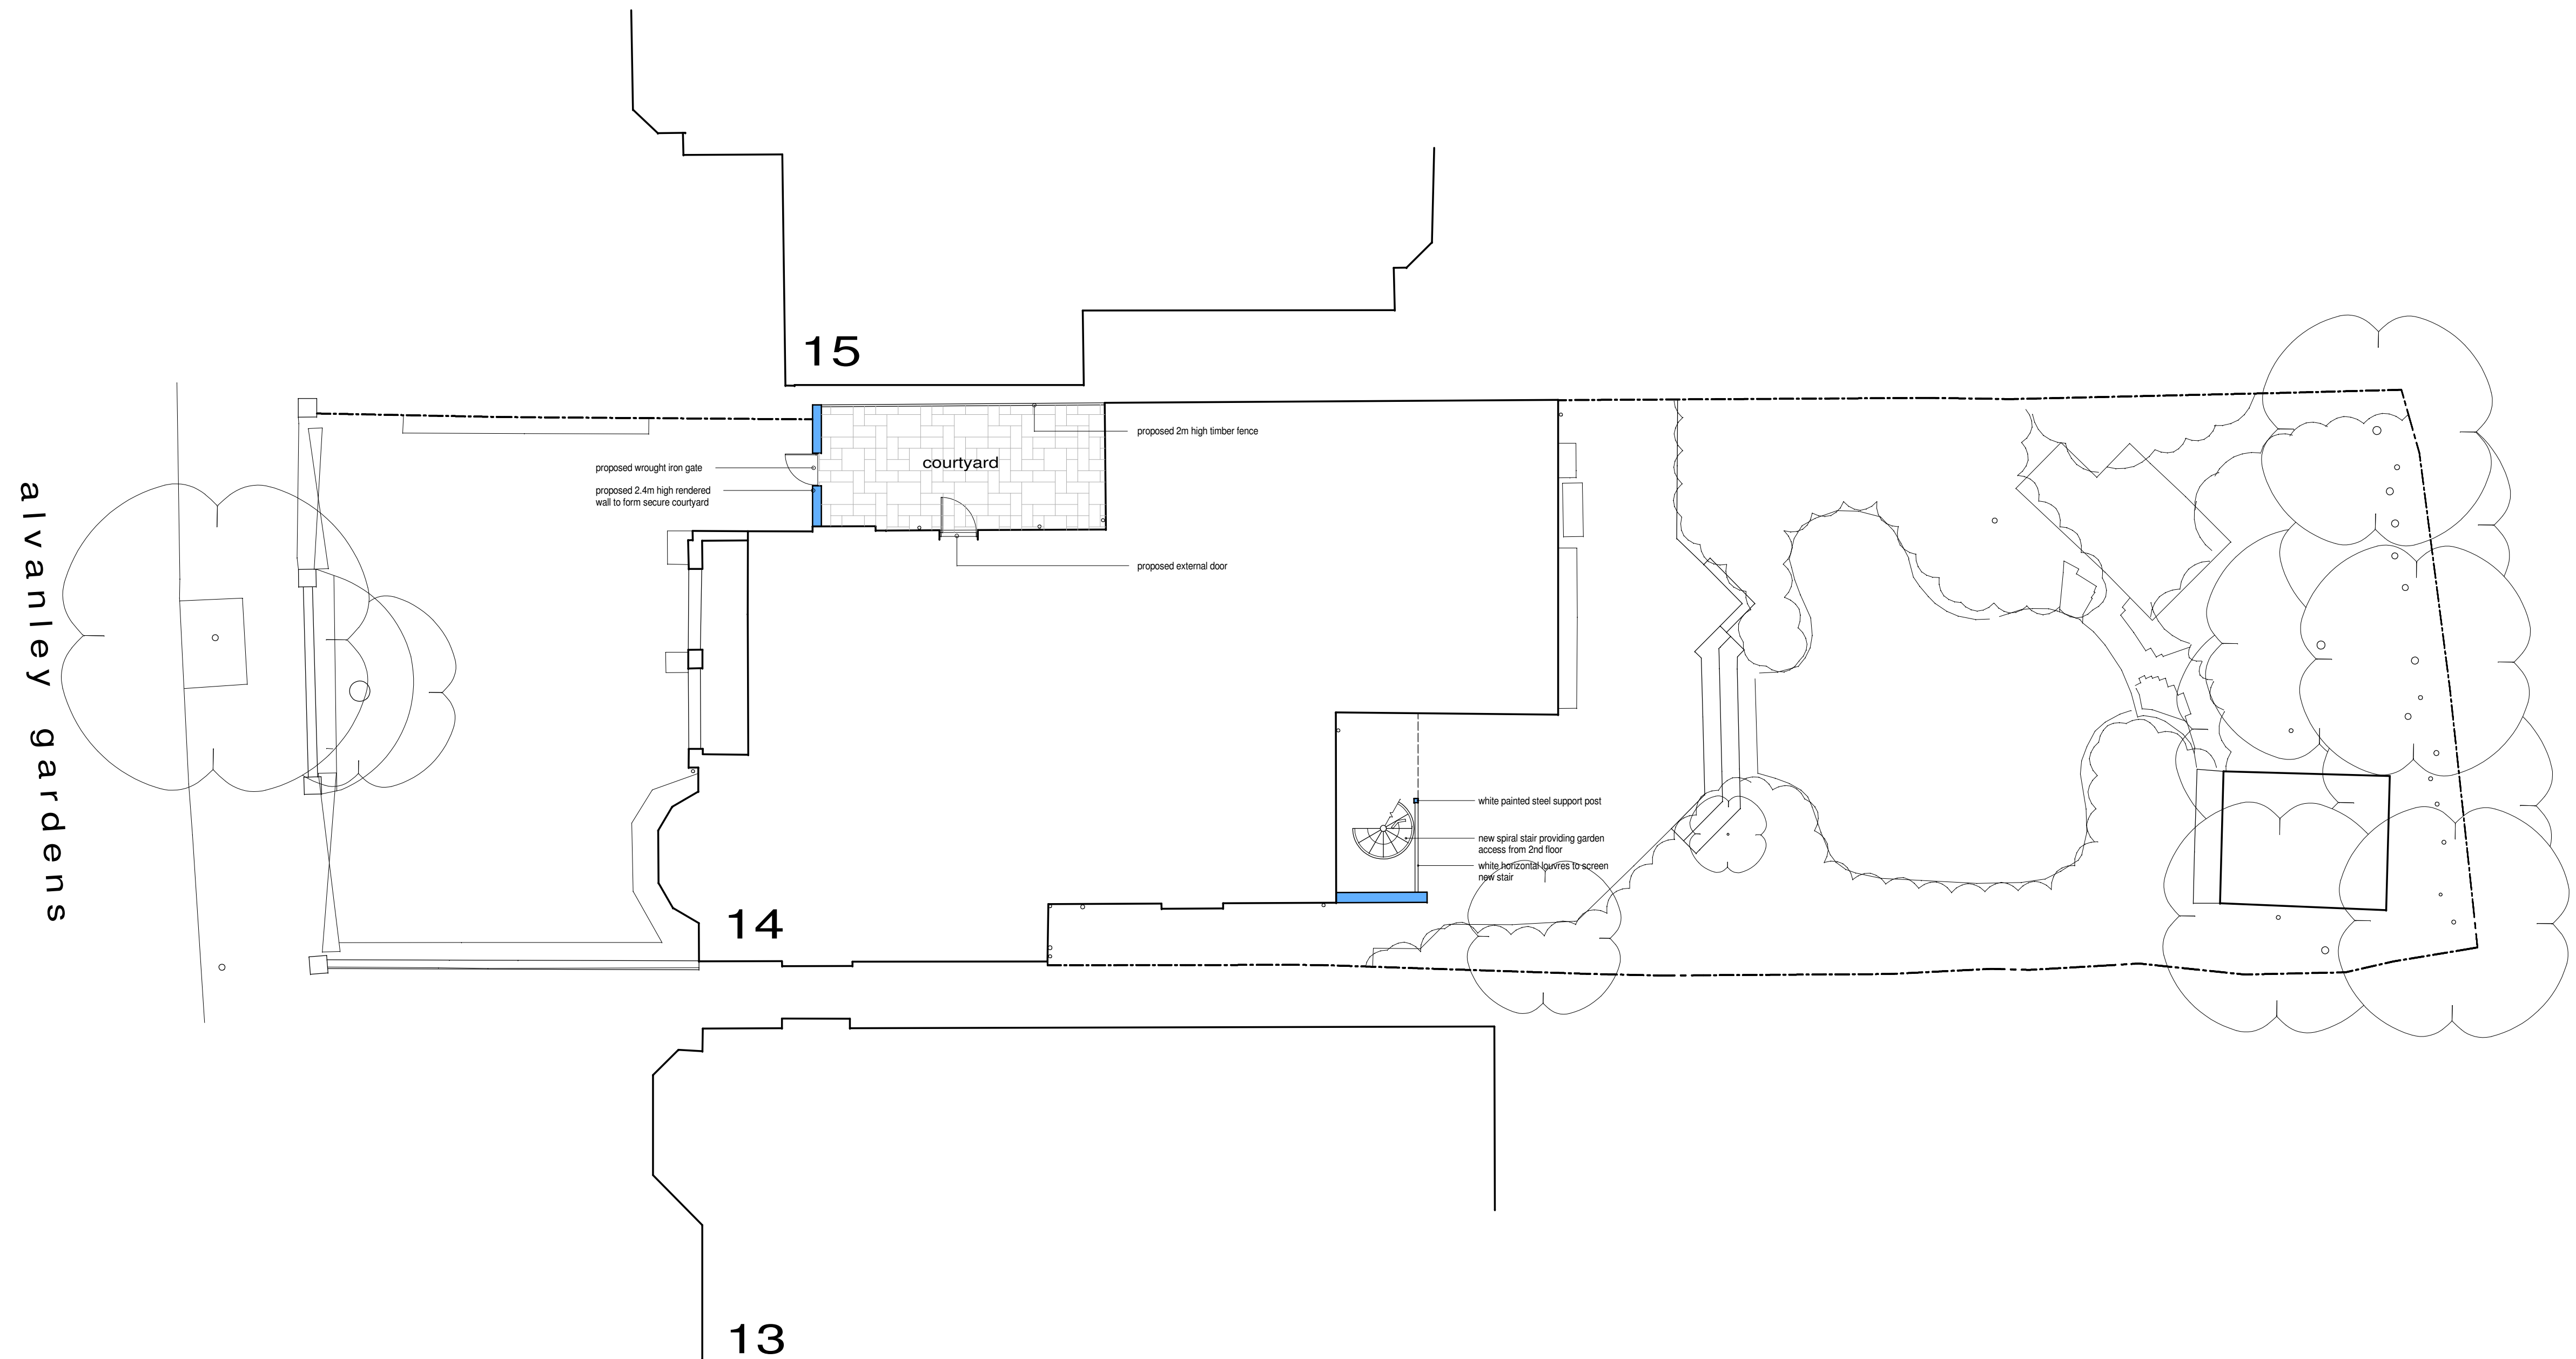 15
proposed 2m high timber fence
courtyard
proposed wrought iron gate
proposed 2.4m high rendered
wall to form secure courtyard
proposed external door
alvanley gardens
white painted steel support post
new spiral stair providing garden
access from 2nd floor
white horizontal louvres to screen
new stair
14
13